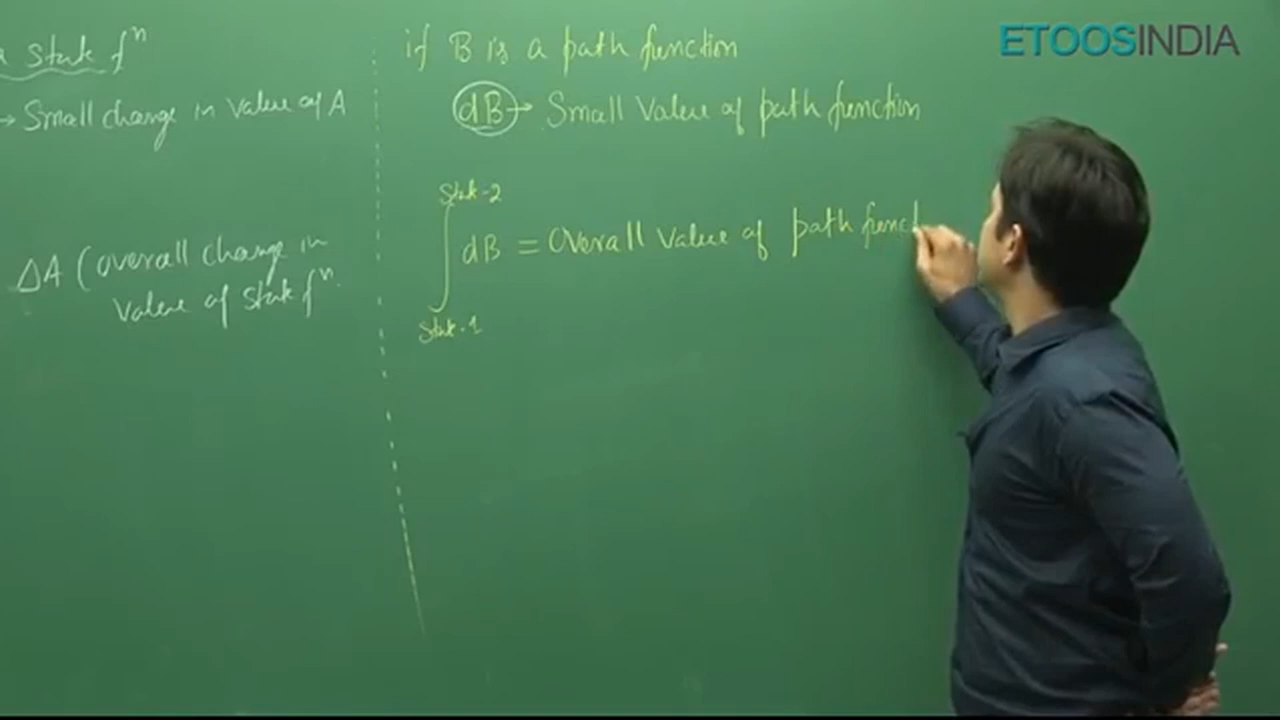 a State fⁿ
→ Small change in value of A
ΔA (overall change in
value of state fⁿ.
if B is a path function
dB → Small value of path function
State-2
∫ dB = Overall value of path funct
State-1
ETOOSINDIA